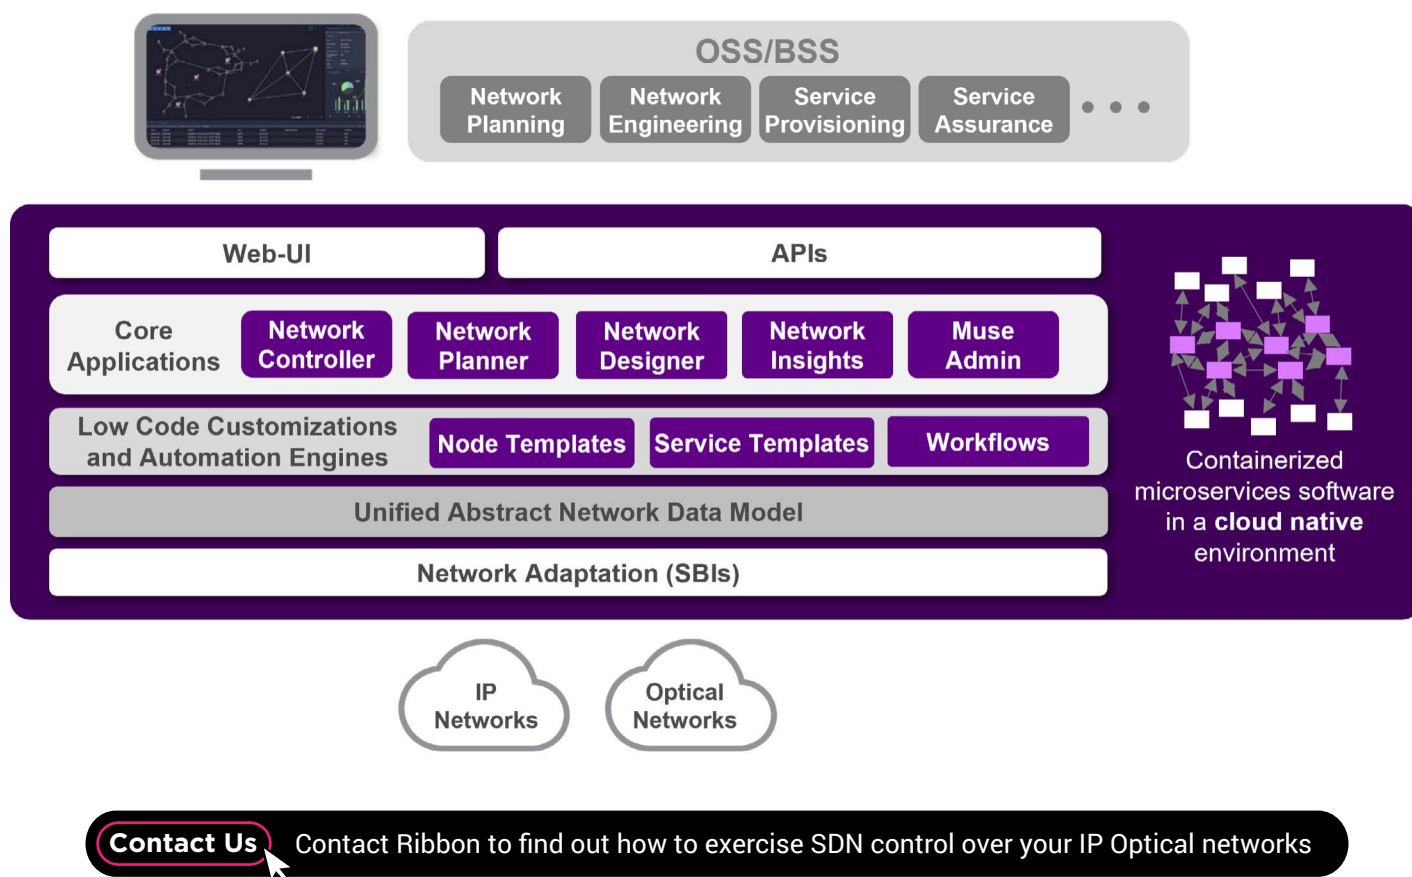 OSS/BSS
Network
Planning
Network
Engineering
Service
Provisioning
Service
Assurance
Web-UI
APIs
Core
Applications
Network
Controller
Network
Planner
Network
Designer
Network
Insights
Muse
Admin
Low Code Customizations
and Automation Engines
Node Templates
Service Templates
Workflows
Unified Abstract Network Data Model
Network Adaptation (SBIs)
Containerized
microservices software
in a cloud native
environment
IP
Networks
Optical
Networks
Contact Us
Contact Ribbon to find out how to exercise SDN control over your IP Optical networks